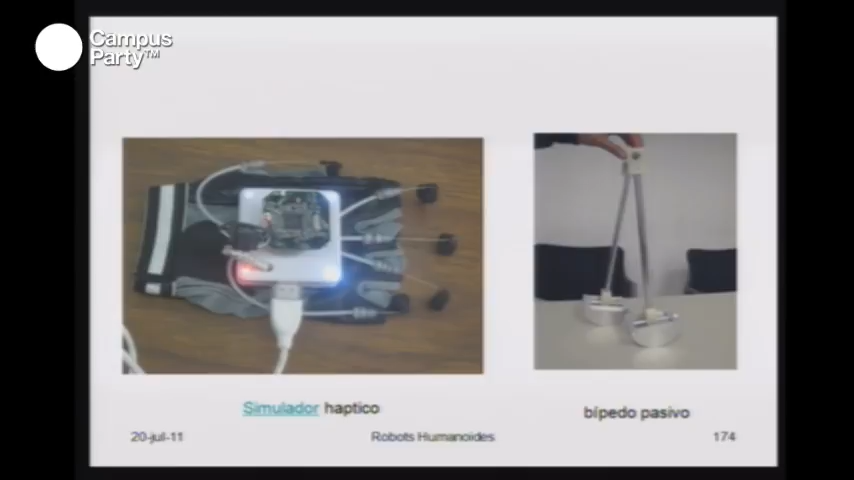 Campus
Party™
Simulador haptico
bípedo pasivo
20-jul-11
Robots Humanoides
174